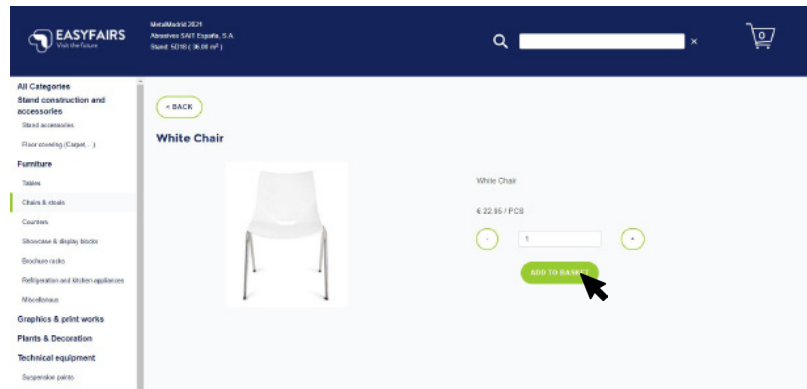 EASYFAIRS
Visit the future
MetalMadrid 2021
Abrasivos SAIT España, S.A.
Stand: 5D18 ( 36.00 m² )
×
0
All Categories
Stand construction and
accessories
Stand accessories
Floor covering (Carpet, ...)
Furniture
Tables
Chairs & stools
Counters
Showcase & display blocks
Brochure racks
Refrigeration and kitchen appliances
Miscellanous
Graphics & print works
Plants & Decoration
Technical equipment
Suspension points
< BACK
White Chair
White Chair
€ 22.95 / PCS
-
1
+
ADD TO BASKET